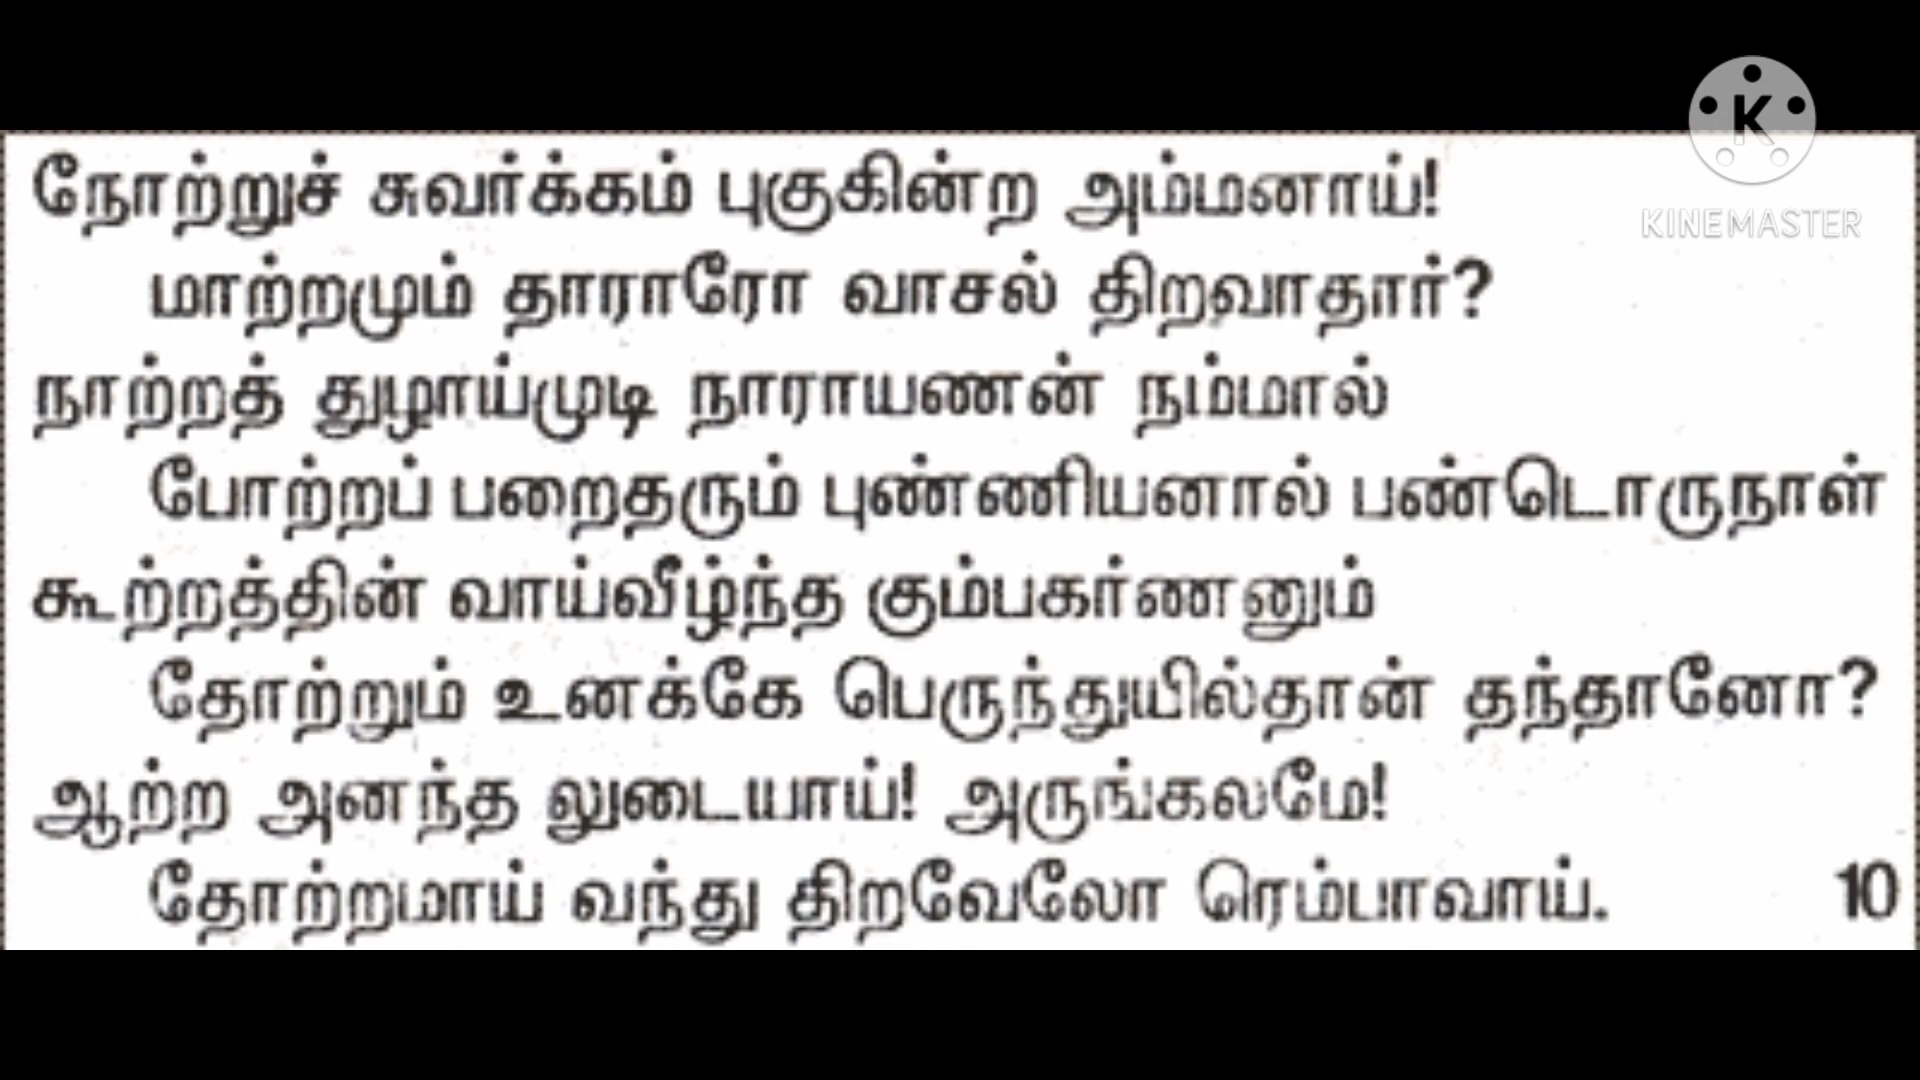 நோற்றுச் சுவர்க்கம் புகுகின்ற அம்மனாய்!
மாற்றமும் தாராரோ வாசல் திறவாதார்?
நாற்றத் துழாய்முடி நாராயணன் நம்மால்
போற்றப் பறைதரும் புண்ணியனால் பண்டொருநாள்
கூற்றத்தின் வாய்வீழ்ந்த கும்பகர்ணனும்
தோற்றும் உனக்கே பெருந்துயில்தான் தந்தானோ?
ஆற்ற அனந்த லுடையாய்! அருங்கலமே!
தோற்றமாய் வந்து திறவேலோ ரெம்பாவாய். 10
K
KINEMASTER